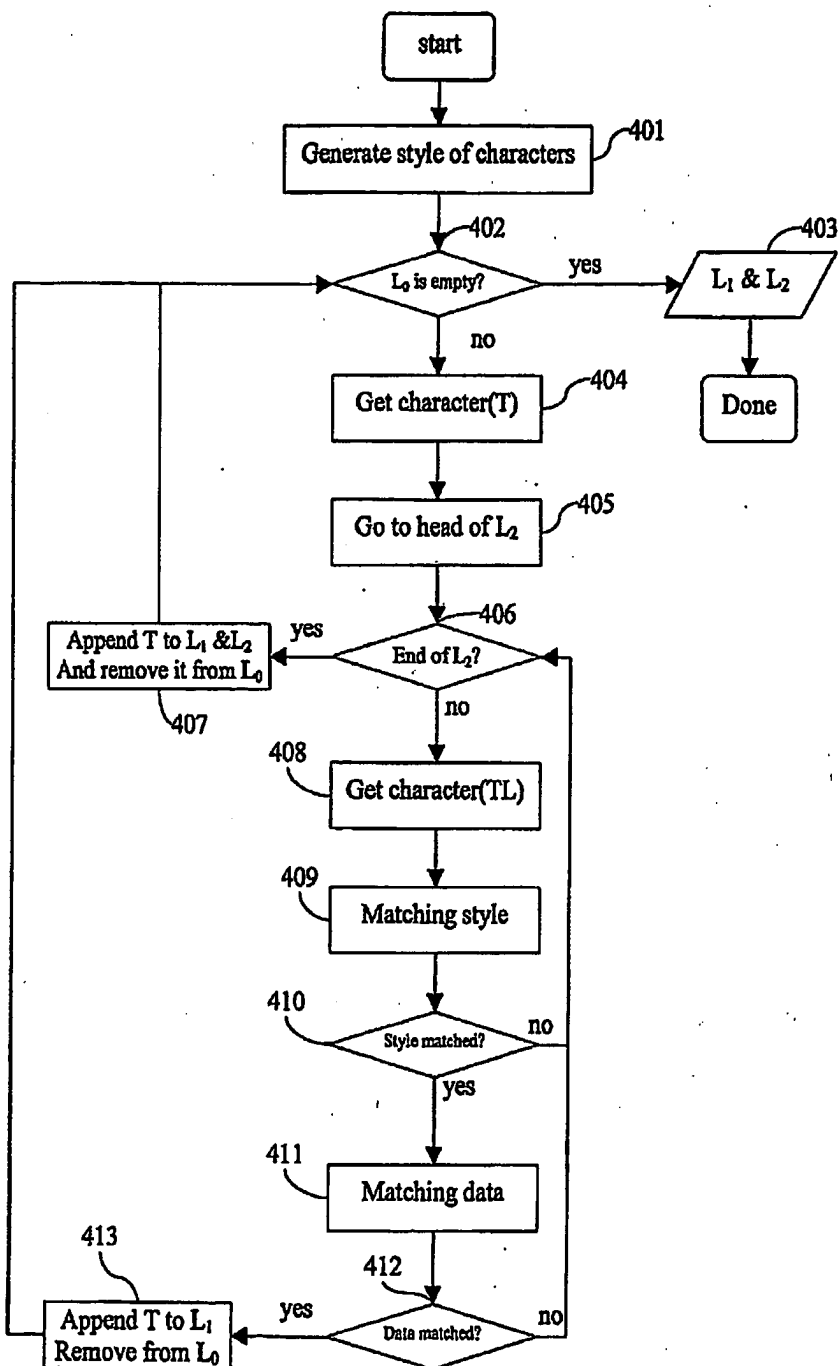 start
401
Generate style of characters
402
403
L₀ is empty?
yes
L₁ & L₂
no
404
Get character(T)
Done
405
Go to head of L₂
406
Append T to L₁ &L₂
And remove it from L₀
yes
End of L₂?
407
no
408
Get character(TL)
409
Matching style
410
Style matched?
no
yes
411
Matching data
413
412
Append T to L₁
Remove from L₀
yes
Data matched?
no